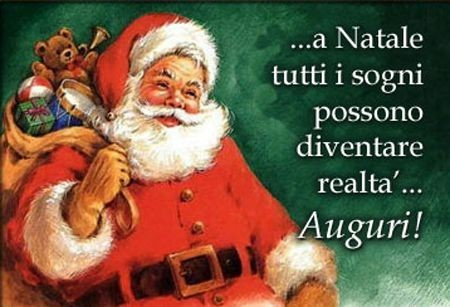 ...a Natale
tutti i sogni
possono
diventare
realta'...
Auguri!